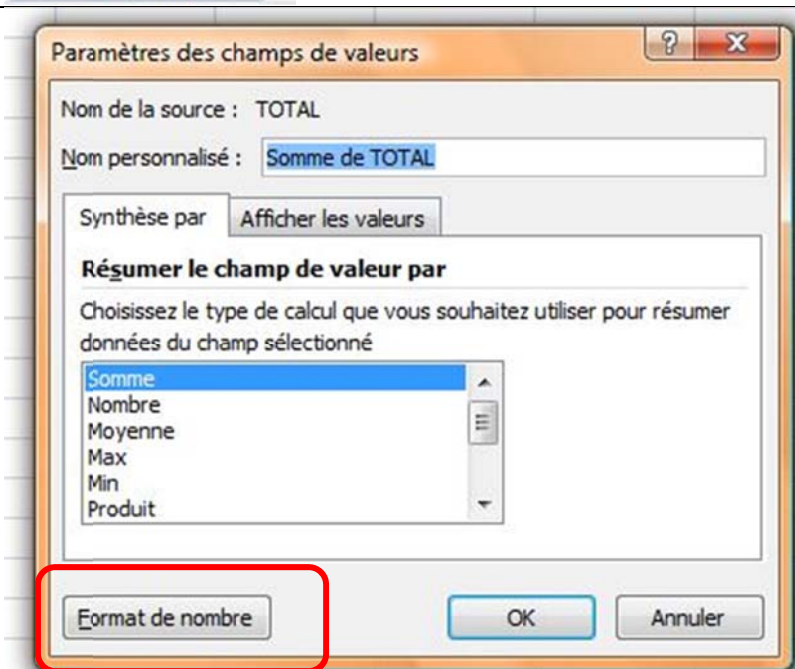 Paramètres des champs de valeurs
Nom de la source : TOTAL
Nom personnalisé : Somme de TOTAL
Synthèse par Afficher les valeurs
Résumer le champ de valeur par
Choisissez le type de calcul que vous souhaitez utiliser pour résumer
données du champ sélectionné
Somme
Nombre
Moyenne
Max
Min
Produit
Format de nombre OK Annuler